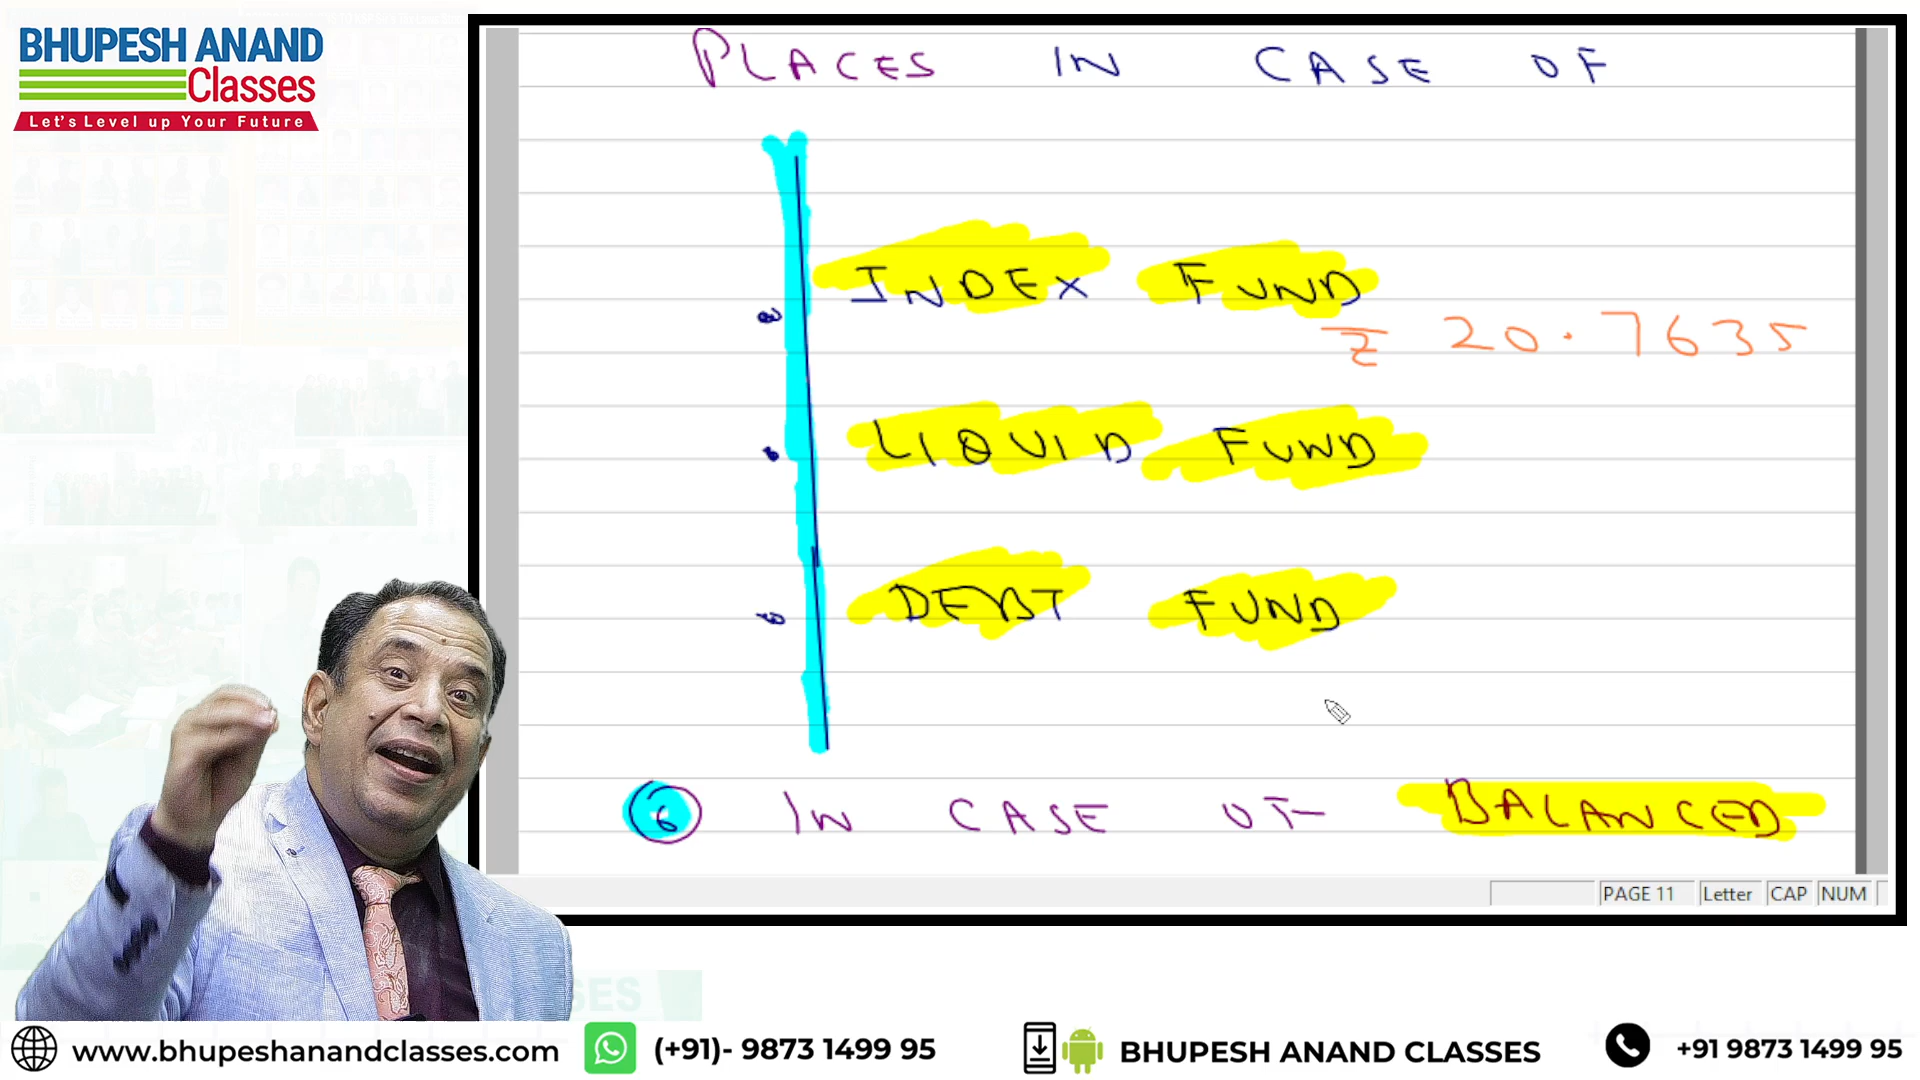 BHUPESH ANAND
Classes
Let's Level up Your Future
PLACES IN CASE OF
INDEX FUND
₹ 20.7635
LIQUID FUND
DEBT FUND
6 IN CASE OF BALANCED
PAGE 11 Letter CAP NUM
SES
www.bhupeshanandclasses.com (+91)- 9873 1499 95 BHUPESH ANAND CLASSES +91 9873 1499 95